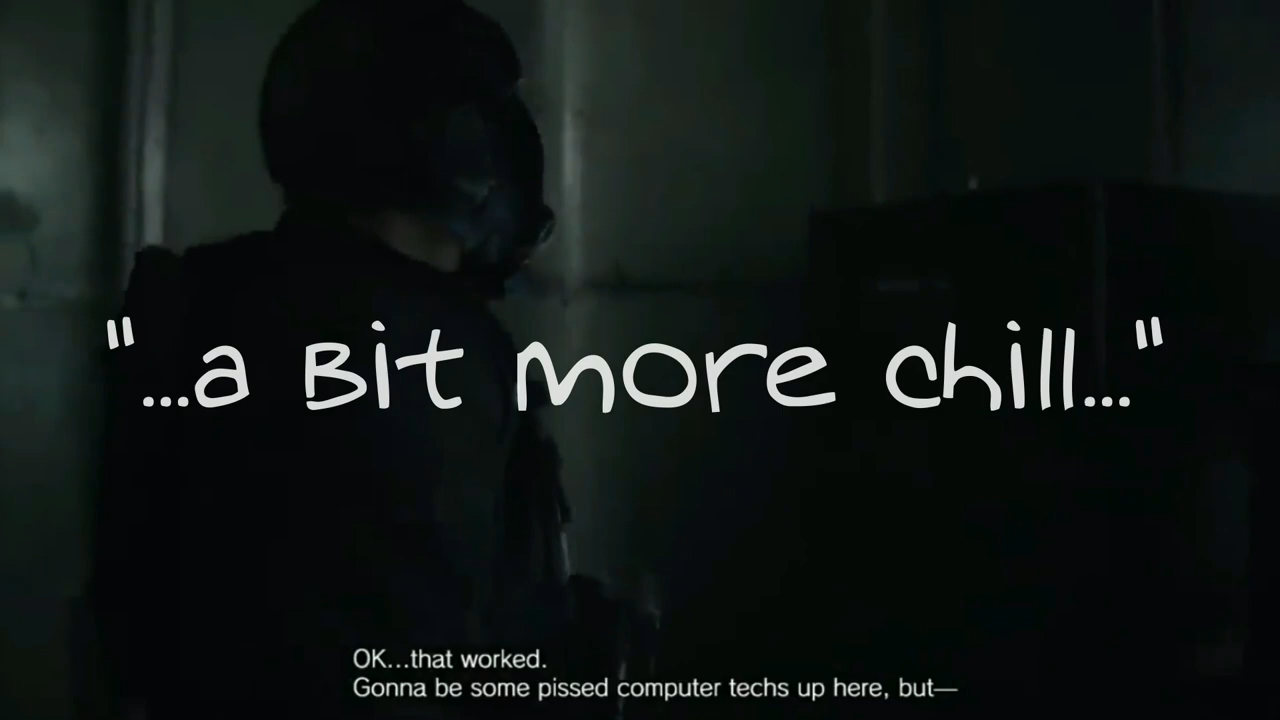 "...a Bit more chill..."
OK...that worked.
Gonna be some pissed computer techs up here, but—